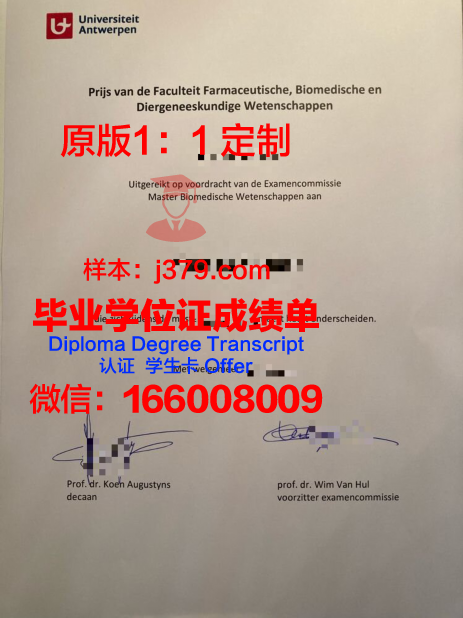 Universiteit
Antwerpen
Prijs van de Faculteit Farmaceutische, Biomedische en
Diergeneeskundige Wetenschappen
原版1：1 定制
Uitgereikt op voordracht van de Examencommissie
Master Biomedische Wetenschappen aan
样本：j379.com
毕业学位证成绩单
onderscheiden.
Diploma Degree Transcript
认证 学生卡 Offer
Met welgemeende
微信：166008009
Prof. dr. Koen Augustyns
decaan
prof. dr. Wim Van Hul
voorzitter examencommissie